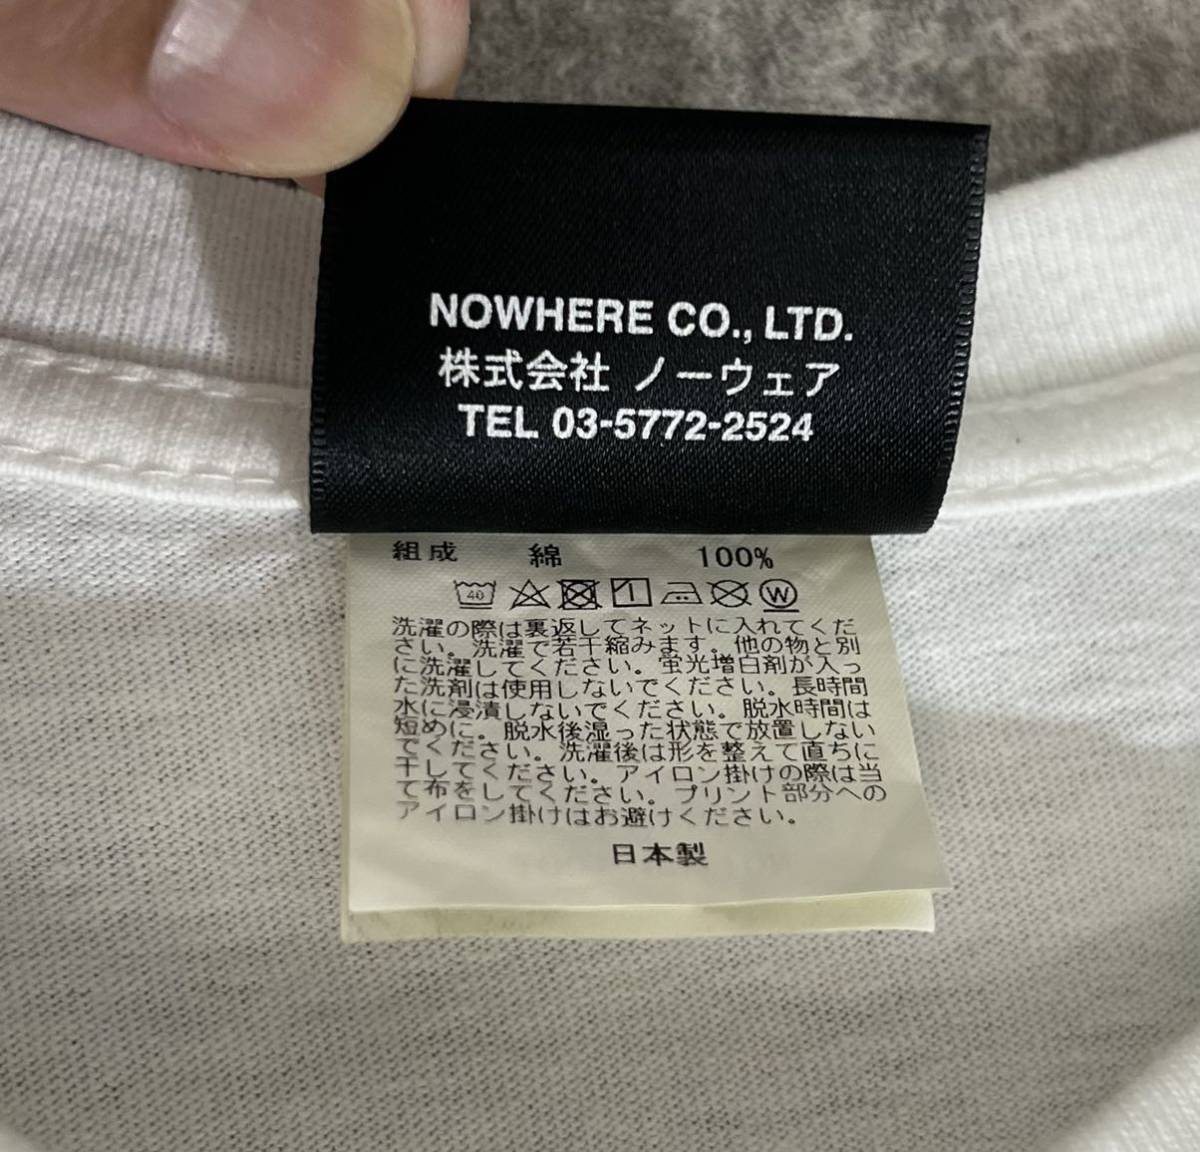 NOWHERE CO., LTD.
株式会社 ノーウェア
TEL 03-5772-2524
組成 綿 100%
40 W
洗濯の際は裏返してネットに入れてくだ
さい。洗濯で若干縮みます。他の物と別
に洗濯してください。蛍光増白剤が入っ
た洗剤は使用しないでください。長時間
水に浸漬しないでください。脱水時間は
短めに。脱水後湿った状態で放置しない
でください。洗濯後は形を整えて直ちに
干してください。アイロン掛けの際は当
て布をしてください。プリント部分への
アイロン掛けはお避けください。
日本製